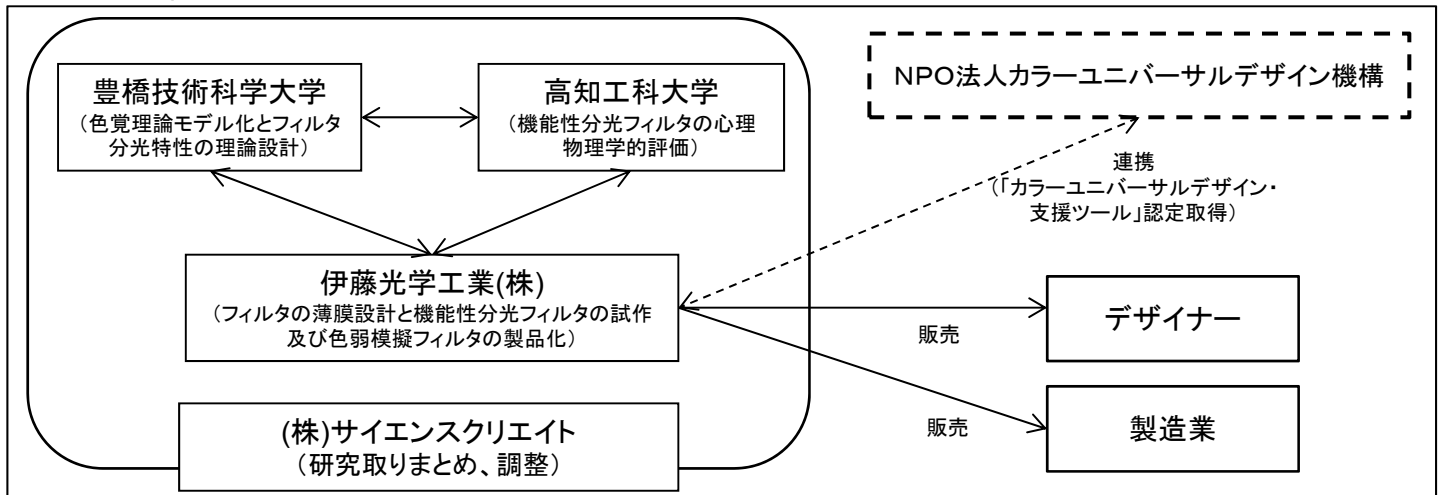 豊橋技術科学大学
（色覚理論モデル化とフィルタ
分光特性の理論設計）
高知工科大学
（機能性分光フィルタの心理
物理学的評価）
NPO法人カラーユニバーサルデザイン機構
連携
（「カラーユニバーサルデザイン・
支援ツール」認定取得）
伊藤光学工業(株)
（フィルタの薄膜設計と機能性分光フィルタの試作
及び色弱模擬フィルタの製品化）
販売
デザイナー
販売
製造業
(株)サイエンスクリエイト
（研究取りまとめ、調整）